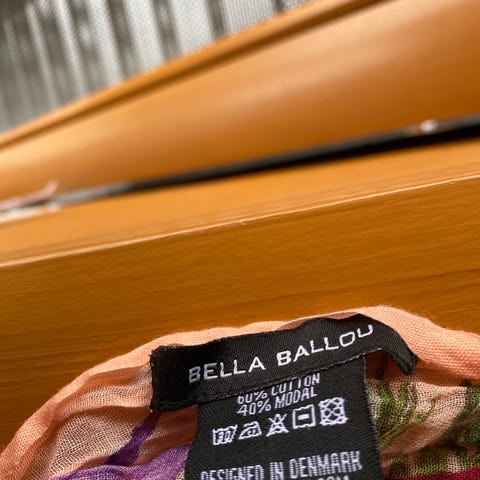 BELLA BALLOU
60% COTTON
40% MODAL
DESIGNED IN DENMARK